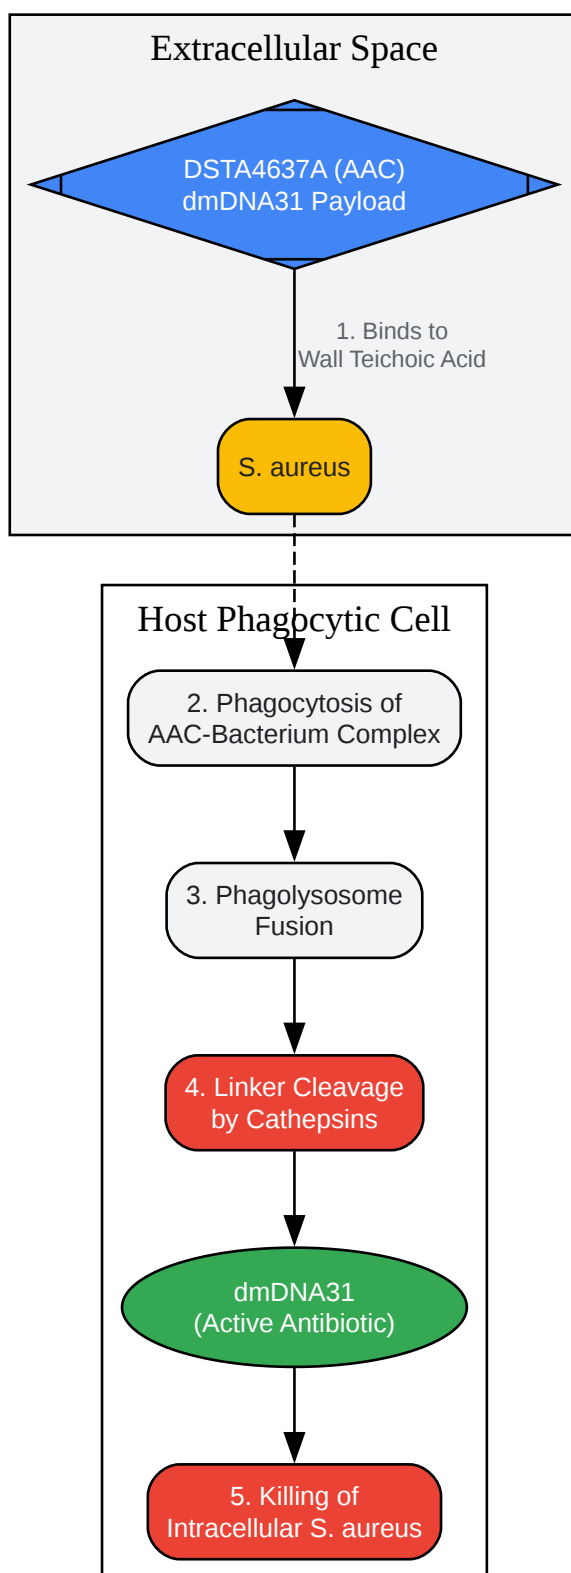 Extracellular Space
DSTA4637A (AAC)
dmDNA31 Payload
1. Binds to
Wall Teichoic Acid
S. aureus
Host Phagocytic Cell
2. Phagocytosis of
AAC-Bacterium Complex
3. Phagolysosome
Fusion
4. Linker Cleavage
by Cathepsins
dmDNA31
(Active Antibiotic)
5. Killing of
Intracellular S. aureus